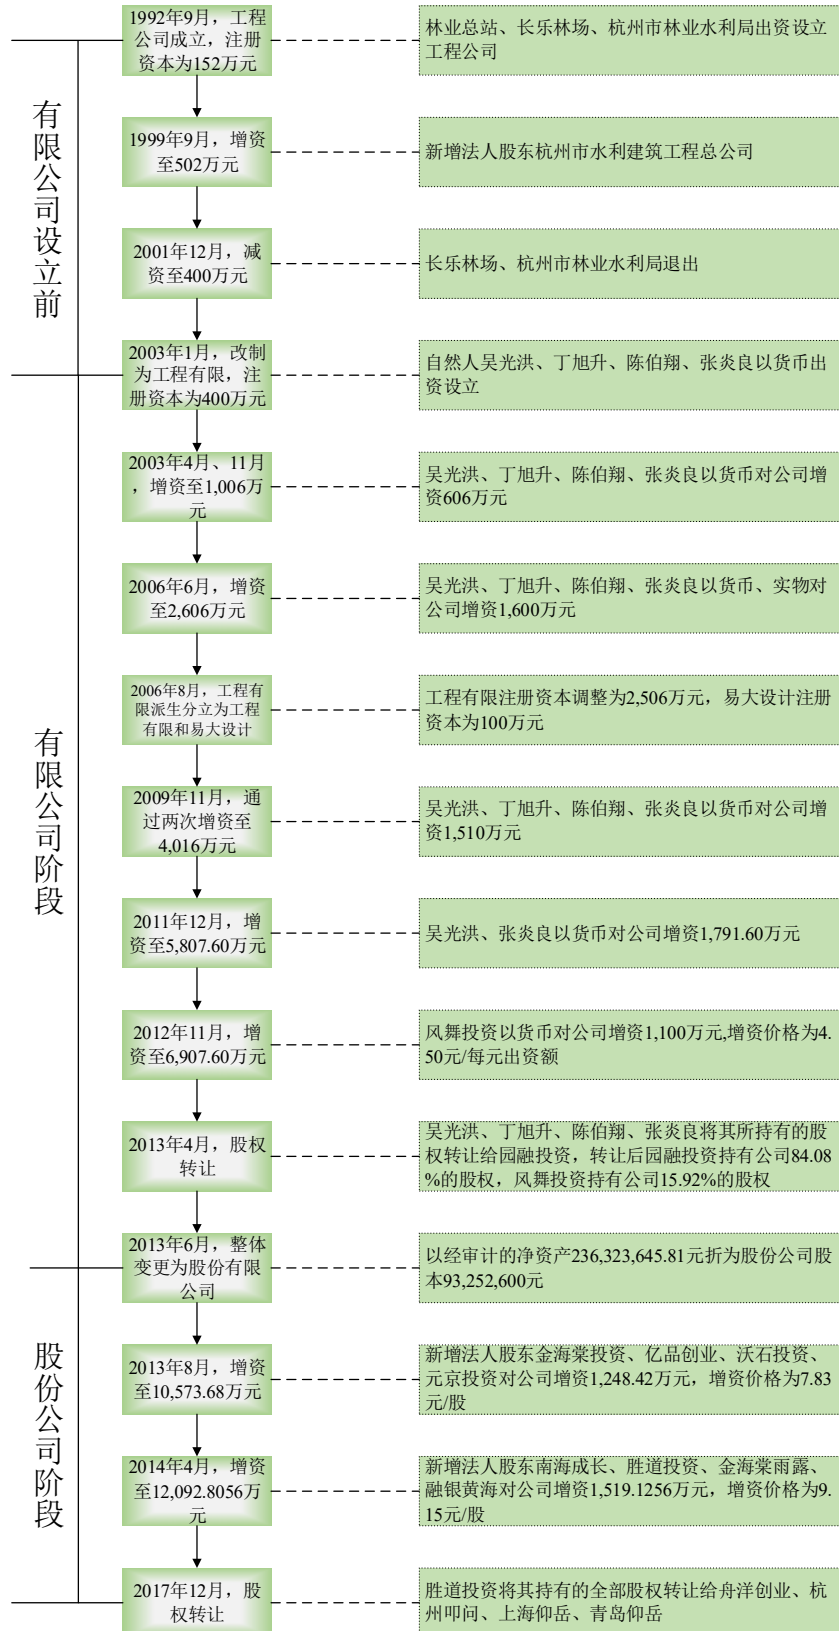 有限公司设立前
1992年9月，工程
公司成立，注册
资本为152万元
林业总站、长乐林场、杭州市林业水利局出资设立
工程公司
1999年9月，增资
至502万元
新增法人股东杭州市水利建筑工程总公司
2001年12月，减
资至400万元
长乐林场、杭州市林业水利局退出
2003年1月，改制
为工程有限，注
册资本为400万元
自然人吴光洪、丁旭升、陈伯翔、张炎良以货币出
资设立
有限公司阶段
2003年4月、11月
，增资至1,006万
元
吴光洪、丁旭升、陈伯翔、张炎良以货币对公司增
资606万元
2006年6月，增资
至2,606万元
吴光洪、丁旭升、陈伯翔、张炎良以货币、实物对
公司增资1,600万元
2006年8月，工程有
限派生分立为工程
有限和易大设计
工程有限注册资本调整为2,506万元，易大设计注册
资本为100万元
2009年11月，通
过两次增资至
4,016万元
吴光洪、丁旭升、陈伯翔、张炎良以货币对公司增
资1,510万元
2011年12月，增
资至5,807.60万元
吴光洪、张炎良以货币对公司增资1,791.60万元
2012年11月，增
资至6,907.60万元
风舞投资以货币对公司增资1,100万元,增资价格为4.
50元/每元出资额
2013年4月，股权
转让
吴光洪、丁旭升、陈伯翔、张炎良将其所持有的股
权转让给园融投资，转让后园融投资持有公司84.08
%的股权，风舞投资持有公司15.92%的股权
2013年6月，整体
变更为股份有限
公司
以经审计的净资产236,323,645.81元折为股份公司股
本93,252,600元
股份公司阶段
2013年8月，增资
至10,573.68万元
新增法人股东金海棠投资、亿品创业、沃石投资、
元京投资对公司增资1,248.42万元，增资价格为7.83
元/股
2014年4月，增资
至12,092.8056万
元
新增法人股东南海成长、胜道投资、金海棠雨露、
融银黄海对公司增资1,519.1256万元，增资价格为9.
15元/股
2017年12月，股
权转让
胜道投资将其持有的全部股权转让给舟洋创业、杭
州叩问、上海仰岳、青岛仰岳